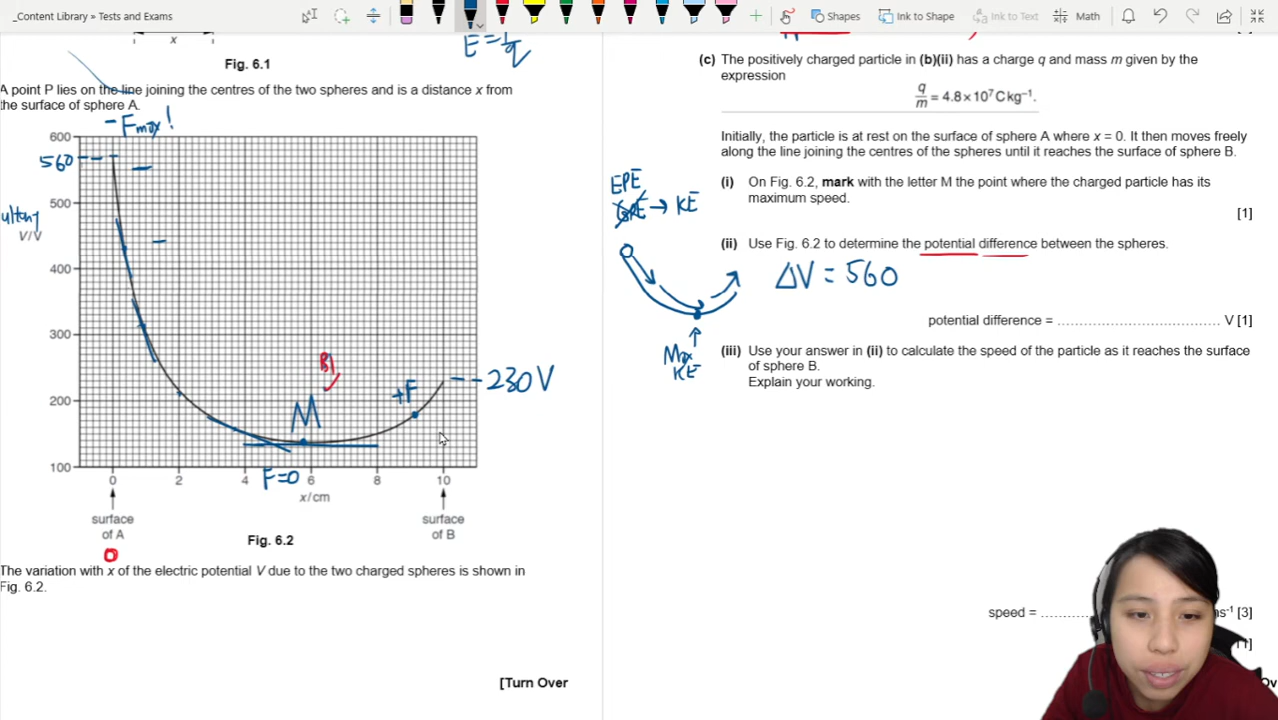 _Content Library » Tests and Exams
Shapes
Ink to Shape
Ink to Text
Math
x
E =
q
Fig. 6.1
A point P lies on the line joining the centres of the two spheres and is a distance x from
the surface of sphere A.
- Fmax!
600
560
500
V/V
400
300
200
100
B1
M
+F
230V
F=0
0
2
4
6
8
10
x/cm
surface
of A
surface
of B
Fig. 6.2
The variation with x of the electric potential V due to the two charged spheres is shown in
Fig. 6.2.
[Turn Over
(c) The positively charged particle in (b)(ii) has a charge q and mass m given by the
expression
q/m = 4.8×10⁷ C kg⁻¹.
Initially, the particle is at rest on the surface of sphere A where x = 0. It then moves freely
along the line joining the centres of the spheres until it reaches the surface of sphere B.
EPE
→ KE
(i) On Fig. 6.2, mark with the letter M the point where the charged particle has its
maximum speed.
[1]
(ii) Use Fig. 6.2 to determine the potential difference between the spheres.
ΔV = 560
potential difference = .......................................... V [1]
Max
KE
(iii) Use your answer in (ii) to calculate the speed of the particle as it reaches the surface
of sphere B.
Explain your working.
speed = ............ ms⁻¹ [3]